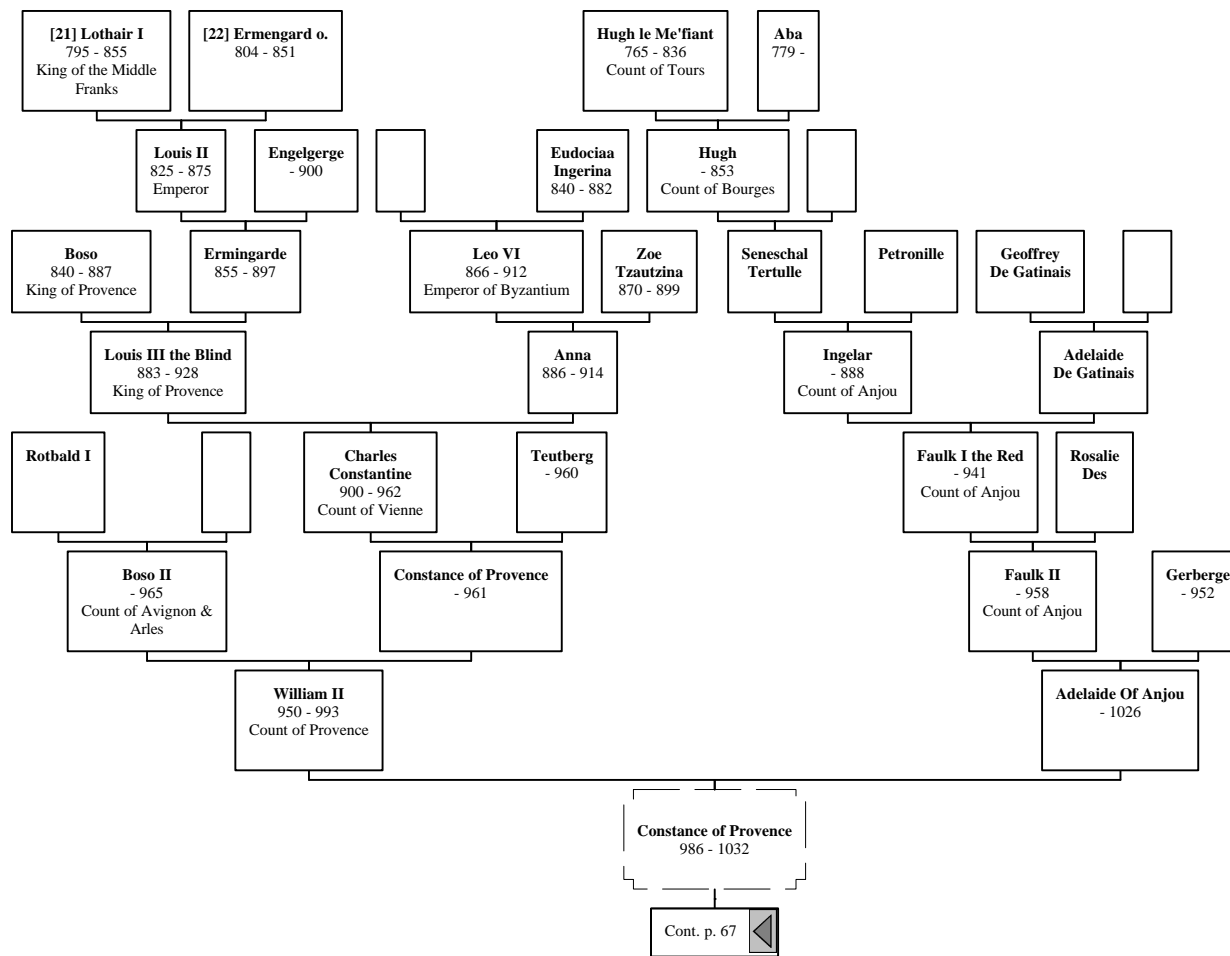 [21] Lothair I
795 - 855
King of the Middle
Franks
[22] Ermengard o.
804 - 851
Hugh le Me'fiant
765 - 836
Count of Tours
Aba
779 -
Louis II
825 - 875
Emperor
Engelgerge
- 900
Eudociaa
Ingerina
840 - 882
Hugh
- 853
Count of Bourges
Boso
840 - 887
King of Provence
Ermingarde
855 - 897
Leo VI
866 - 912
Emperor of Byzantium
Zoe
Tzautzina
870 - 899
Seneschal
Tertulle
Petronille
Geoffrey
De Gatinais
Louis III the Blind
883 - 928
King of Provence
Anna
886 - 914
Ingelar
- 888
Count of Anjou
Adelaide
De Gatinais
Rotbald I
Charles
Constantine
900 - 962
Count of Vienne
Teutberg
- 960
Faulk I the Red
- 941
Count of Anjou
Rosalie
Des
Boso II
- 965
Count of Avignon &
Arles
Constance of Provence
- 961
Faulk II
- 958
Count of Anjou
Gerberge
- 952
William II
950 - 993
Count of Provence
Adelaide Of Anjou
- 1026
Constance of Provence
986 - 1032
Cont. p. 67